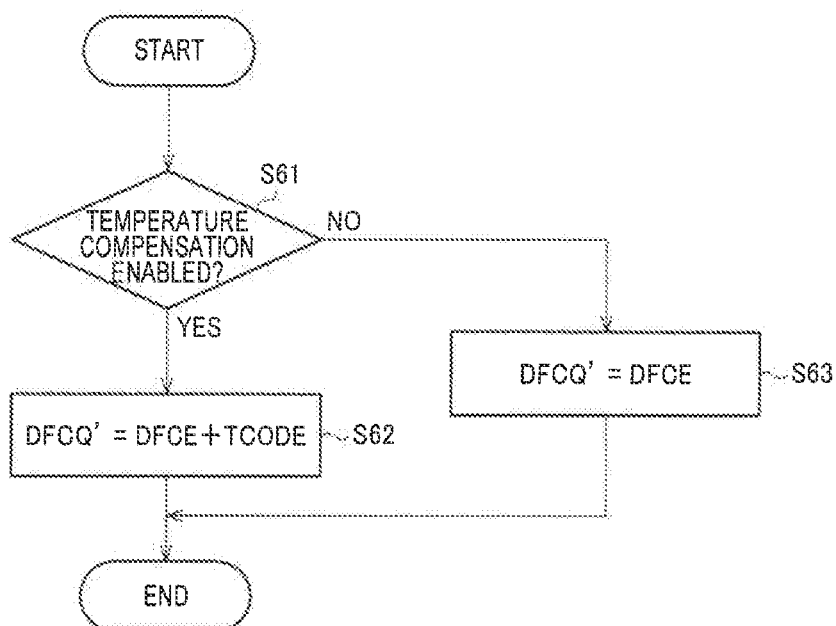 START
S61
TEMPERATURE
COMPENSATION
ENABLED?
NO
YES
DFCQ' = DFCE
S63
DFCQ' = DFCE+TCODE
S62
END